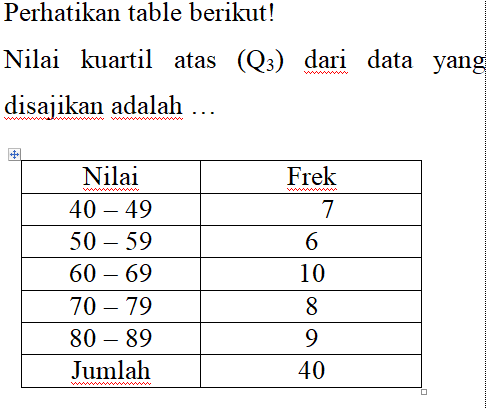 Perhatikan table berikut!
Nilai kuartil atas (Q₃) dari data yang
disajikan adalah …
Nilai Frek
40 – 49 7
50 – 59 6
60 – 69 10
70 – 79 8
80 – 89 9
Jumlah 40